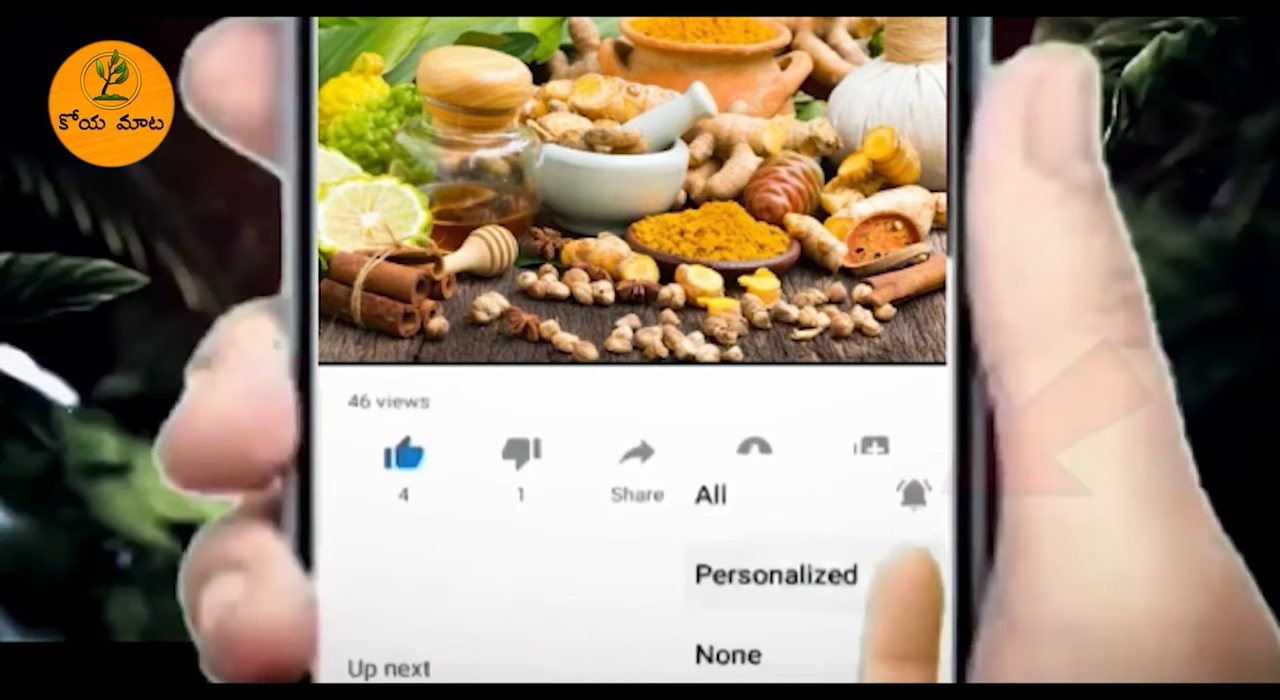 కోయ మాట
46 views
4
1
Share
All
Personalized
None
Up next